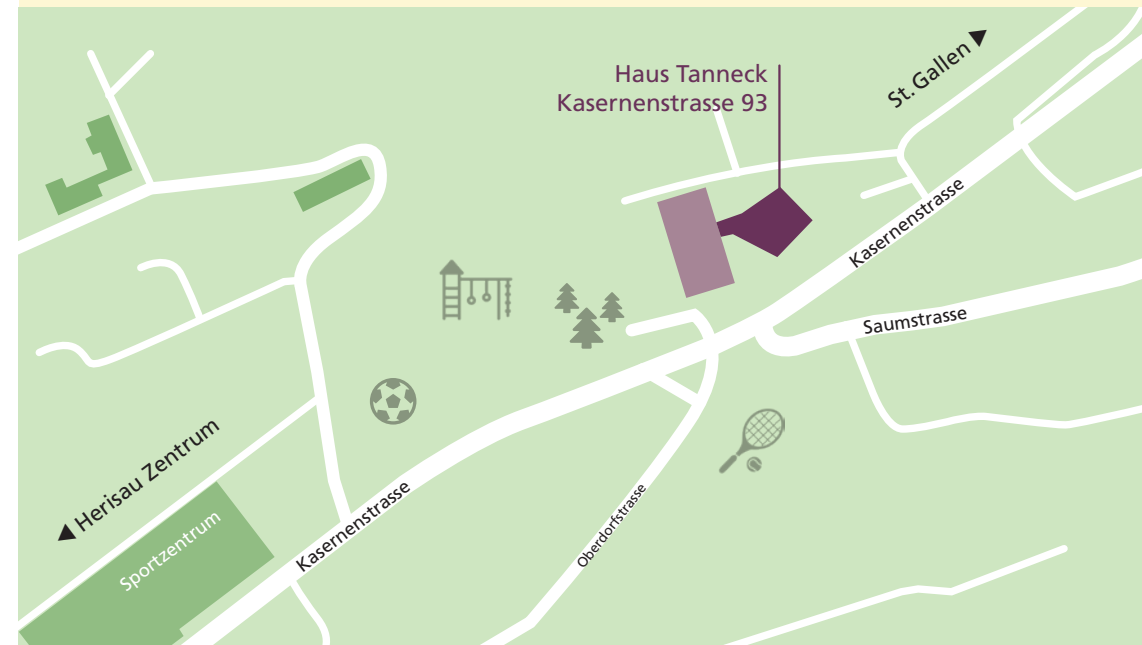 Haus Tanneck
Kasernenstrasse 93
St. Gallen
Kasernenstrasse
Saumstrasse
Herisau Zentrum
Sportzentrum
Kasernenstrasse
Oberdorfstrasse